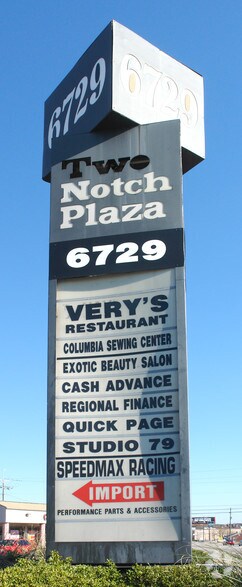 6729
6729
Two
Notch
Plaza
6729
VERY'S
RESTAURANT
COLUMBIA SEWING CENTER
EXOTIC BEAUTY SALON
CASH ADVANCE
REGIONAL FINANCE
QUICK PAGE
STUDIO 79
SPEEDMAX RACING
IMPORT
PERFORMANCE PARTS & ACCESSORIES